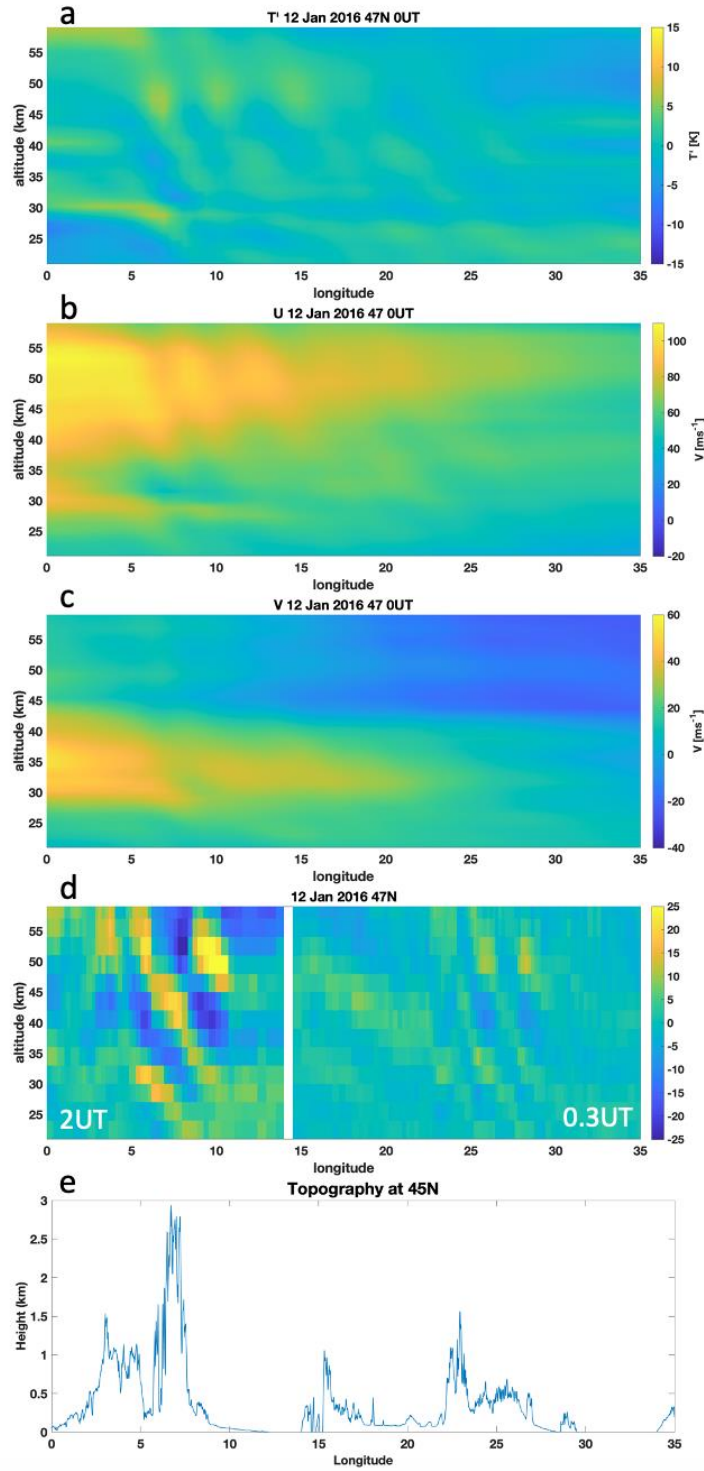 a
T' 12 Jan 2016 47N 0UT
55
50
45
40
35
30
25
altitude (km)
0 5 10 15 20 25 30 35
longitude
15
10
5
0
-5
-10
-15
T' [K]
b
U 12 Jan 2016 47 0UT
55
50
45
40
35
30
25
altitude (km)
0 5 10 15 20 25 30 35
longitude
100
80
60
40
20
0
-20
V [ms⁻¹]
c
V 12 Jan 2016 47 0UT
55
50
45
40
35
30
25
altitude (km)
0 5 10 15 20 25 30 35
longitude
60
40
20
0
-20
-40
V [ms⁻¹]
d
12 Jan 2016 47N
55
50
45
40
35
30
25
altitude (km)
2UT
0.3UT
0 5 10 15 20 25 30 35
longitude
25
20
15
10
5
0
-5
-10
-15
-20
-25
e
Topography at 45N
3
2.5
2
1.5
1
0.5
0
Height (km)
0 5 10 15 20 25 30 35
Longitude